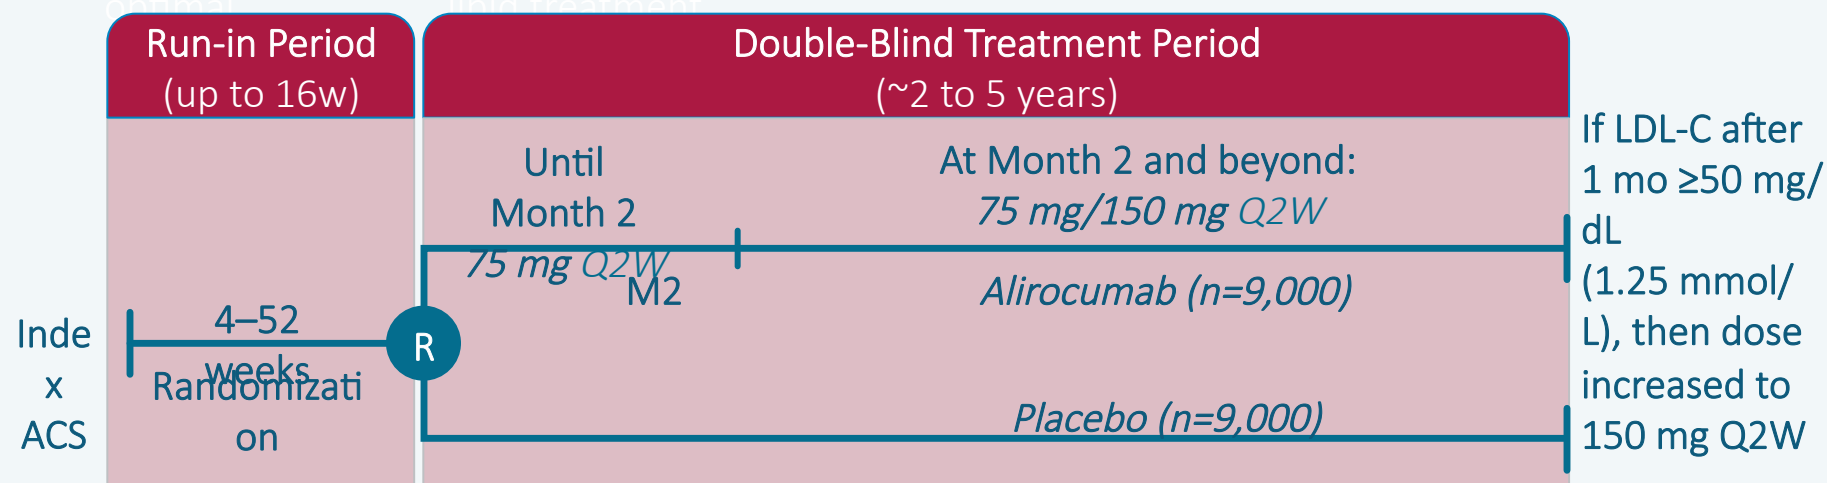 optimal
lipid treatment
Run-in Period
(up to 16w)
Double-Blind Treatment Period
(~2 to 5 years)
Until
Month 2
75 mg Q2W
M2
At Month 2 and beyond:
75 mg/150 mg Q2W
Alirocumab (n=9,000)
Inde
x
ACS
4–52
weeks
Randomizati
on
R
Placebo (n=9,000)
If LDL-C after
1 mo ≥50 mg/
dL
(1.25 mmol/
L), then dose
increased to
150 mg Q2W